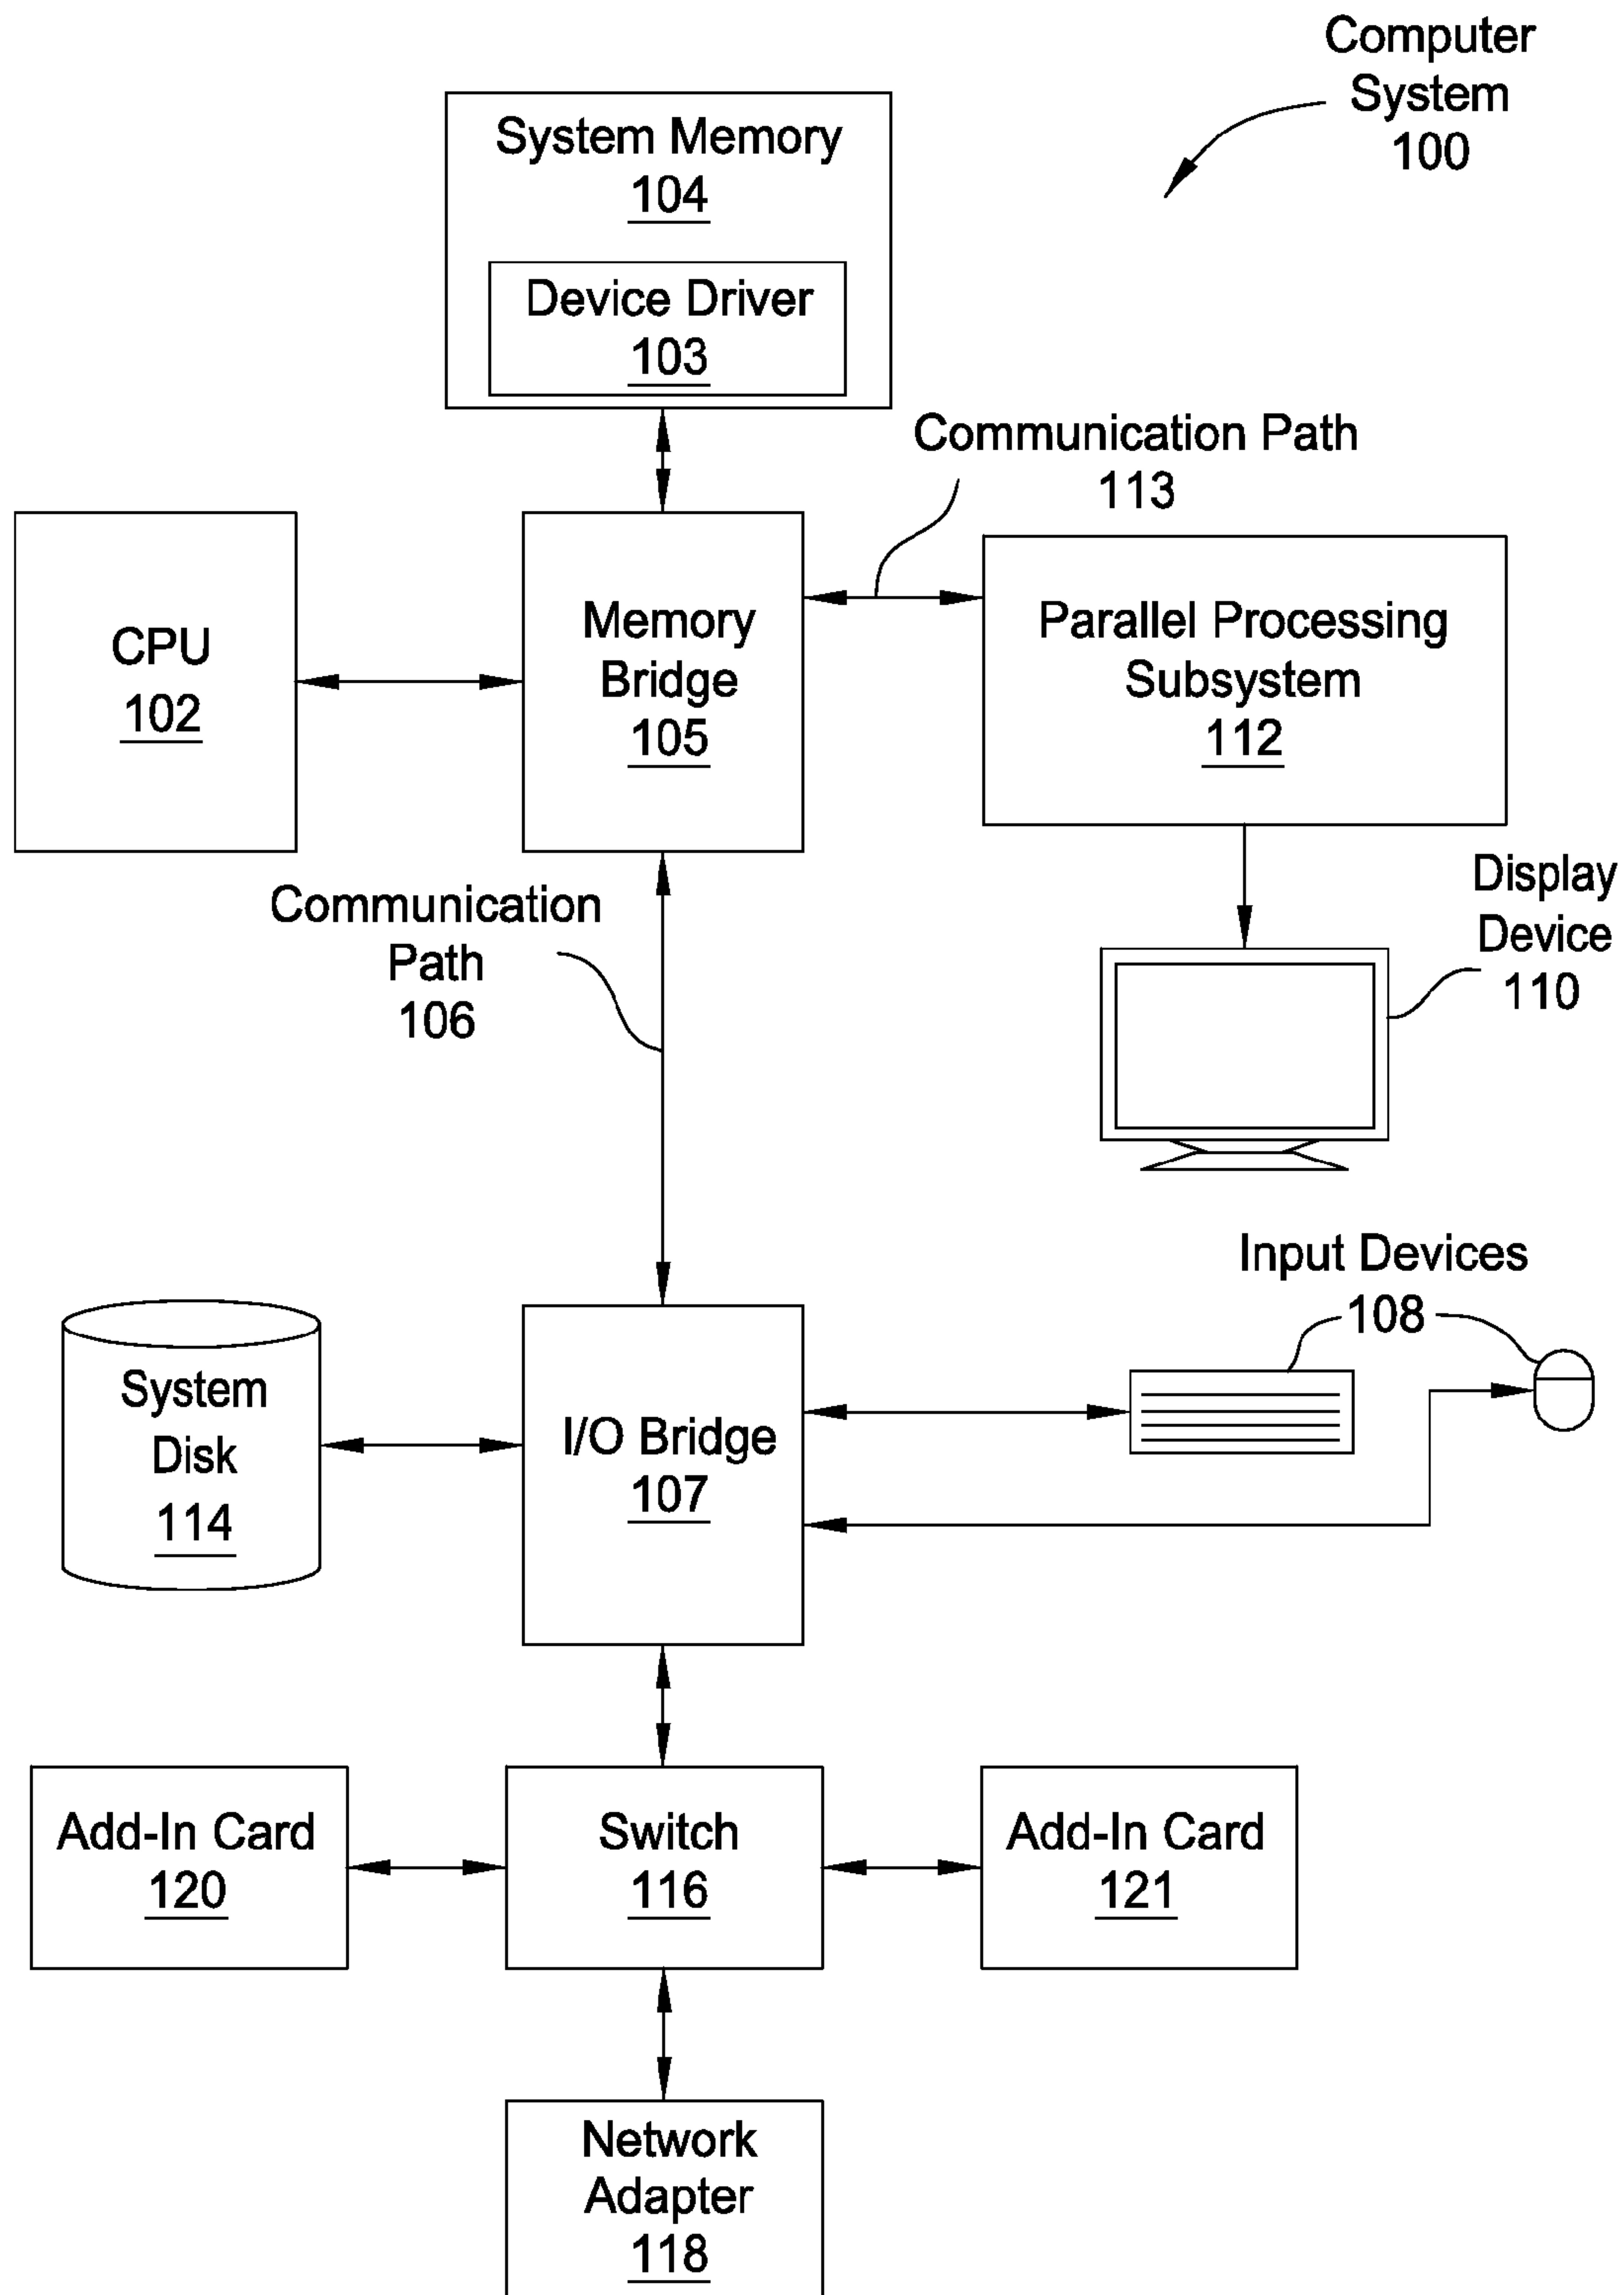 Computer
System
100
System Memory
104
Device Driver
103
Communication Path
113
CPU
102
Memory
Bridge
105
Parallel Processing
Subsystem
112
Communication
Path
106
Display
Device
110
Input Devices
108
System
Disk
114
I/O Bridge
107
Add-In Card
120
Switch
116
Add-In Card
121
Network
Adapter
118